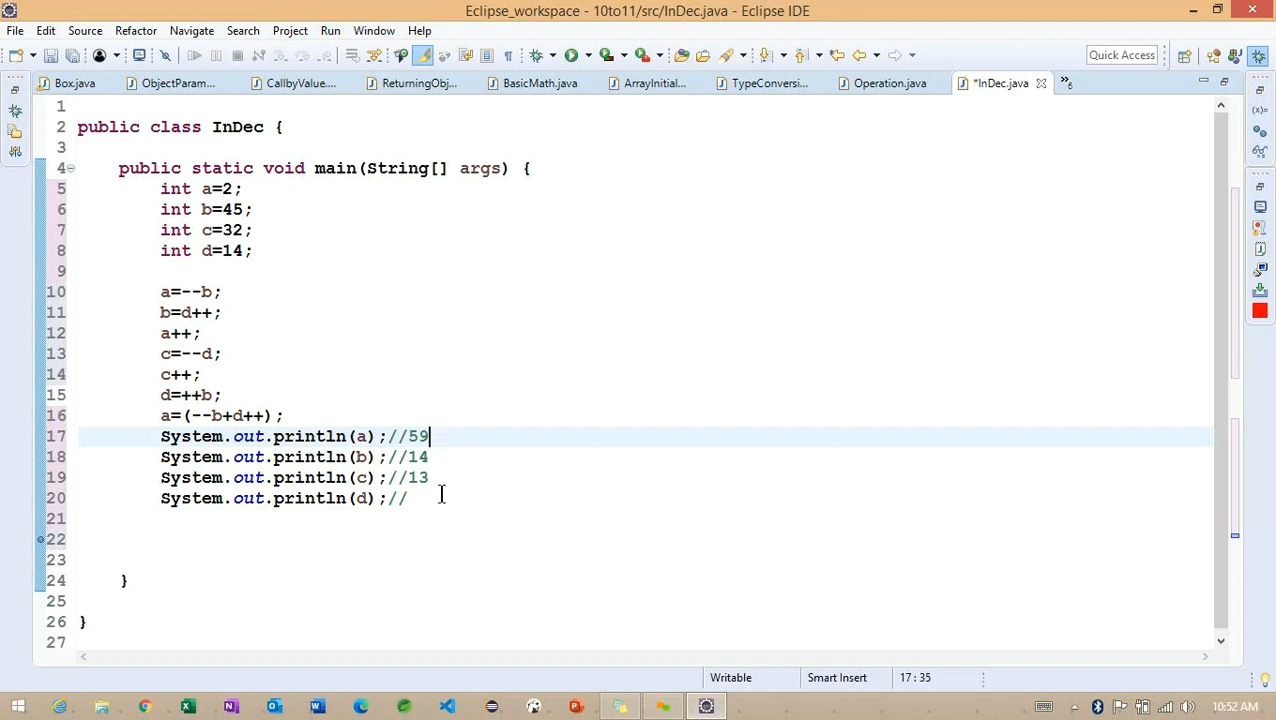 Eclipse_workspace - 10to11/src/InDec.java - Eclipse IDE
File Edit Source Refactor Navigate Search Project Run Window Help
Quick Access
Box.java ObjectParam... CallbyValue.... ReturningObj... BasicMath.java ArrayInitial... TypeConversi... Operation.java *InDec.java
1
2 public class InDec {
3
4 public static void main(String[] args) {
5 int a=2;
6 int b=45;
7 int c=32;
8 int d=14;
9
10 a=--b;
11 b=d++;
12 a++;
13 c=--d;
14 c++;
15 d=++b;
16 a=(--b+d++);
17 System.out.println(a);//59
18 System.out.println(b);//14
19 System.out.println(c);//13
20 System.out.println(d);//
21
22
23
24 }
25
26 }
27
Writable Smart Insert 17 : 35
10:52 AM